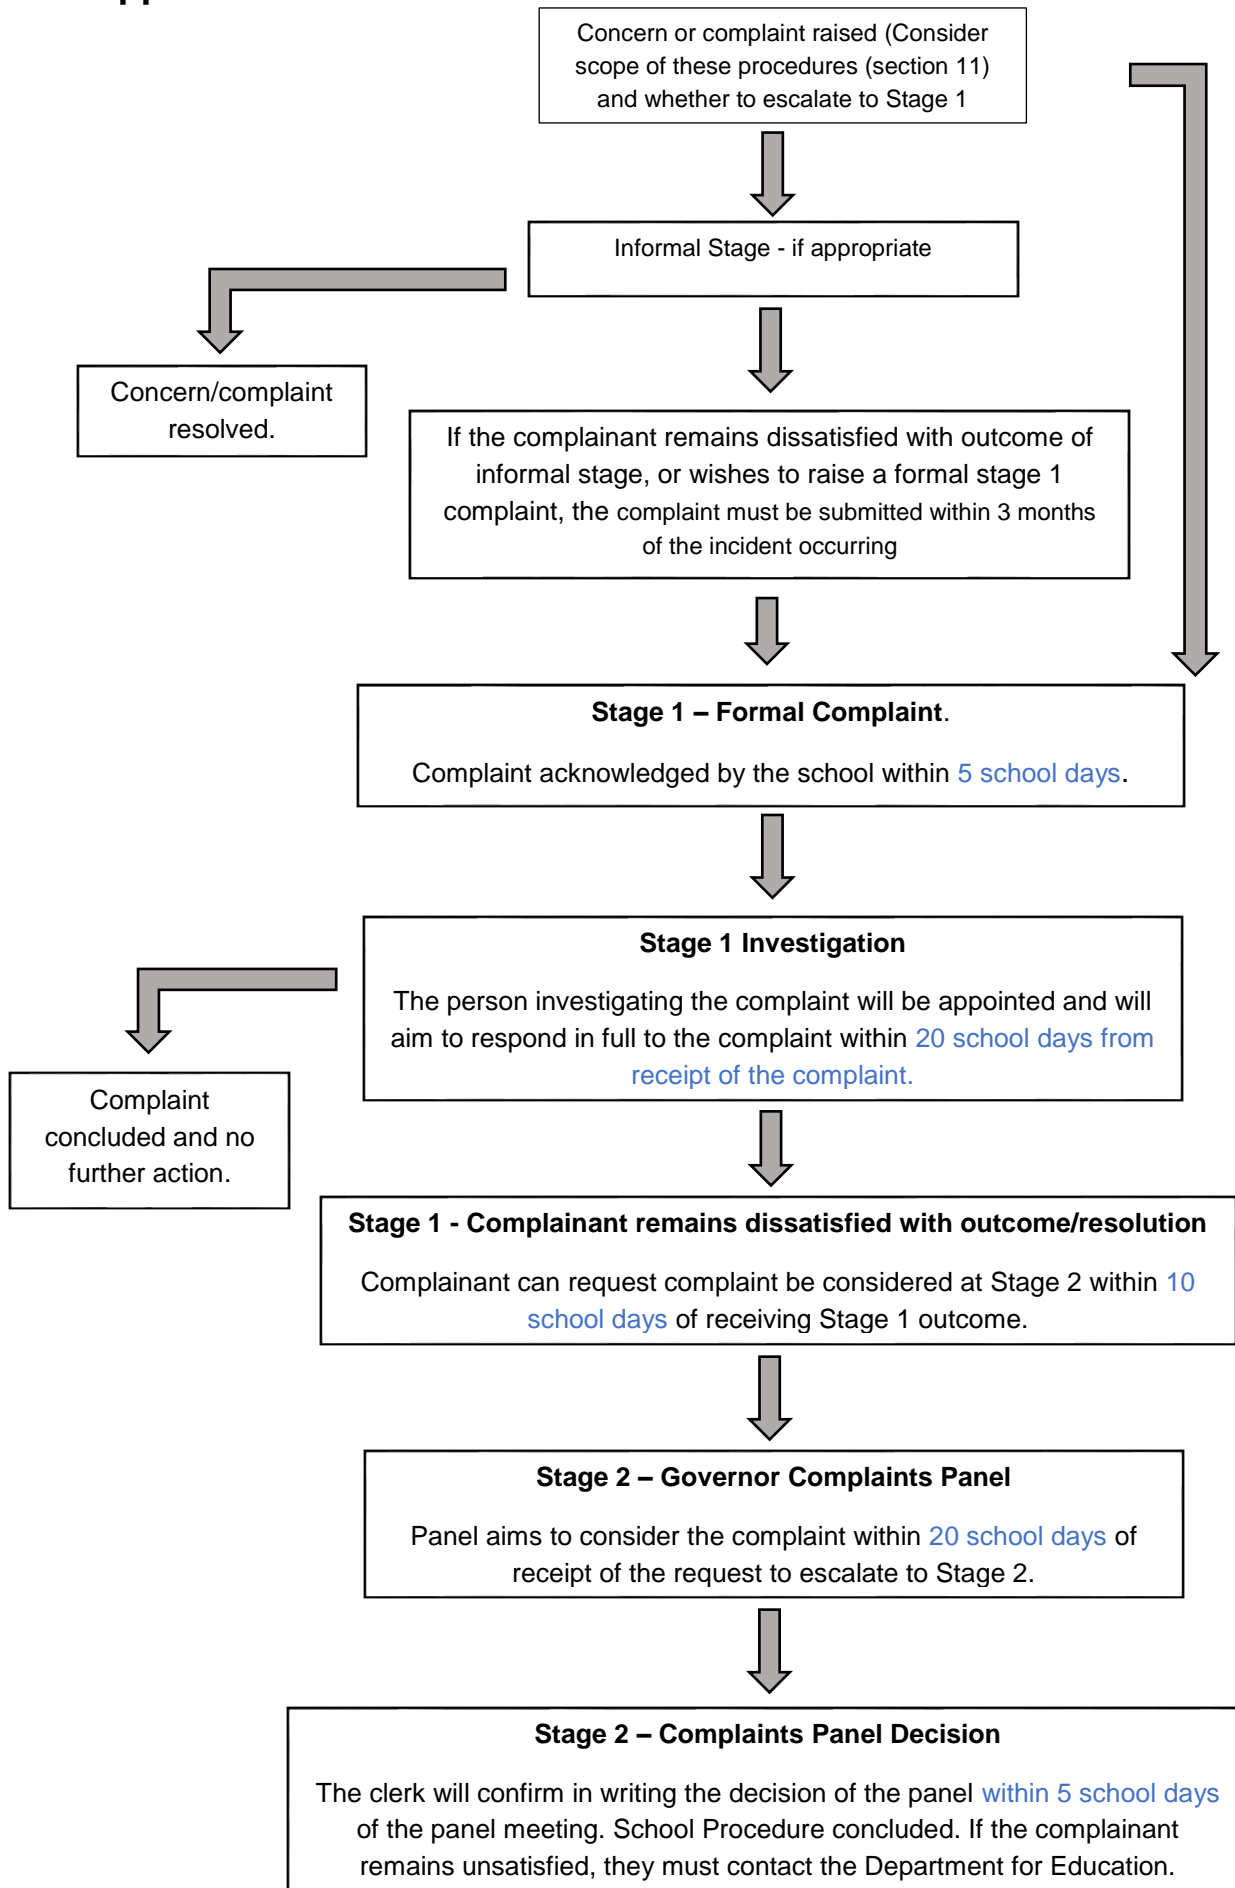 Concern or complaint raised (Consider
scope of these procedures (section 11)
and whether to escalate to Stage 1
Informal Stage - if appropriate
Concern/complaint
resolved.
If the complainant remains dissatisfied with outcome of
informal stage, or wishes to raise a formal stage 1
complaint, the complaint must be submitted within 3 months
of the incident occurring
Stage 1 – Formal Complaint.
Complaint acknowledged by the school within 5 school days.
Stage 1 Investigation
The person investigating the complaint will be appointed and will
aim to respond in full to the complaint within 20 school days from
receipt of the complaint.
Complaint
concluded and no
further action.
Stage 1 - Complainant remains dissatisfied with outcome/resolution
Complainant can request complaint be considered at Stage 2 within 10
school days of receiving Stage 1 outcome.
Stage 2 – Governor Complaints Panel
Panel aims to consider the complaint within 20 school days of
receipt of the request to escalate to Stage 2.
Stage 2 – Complaints Panel Decision
The clerk will confirm in writing the decision of the panel within 5 school days
of the panel meeting. School Procedure concluded. If the complainant
remains unsatisfied, they must contact the Department for Education.